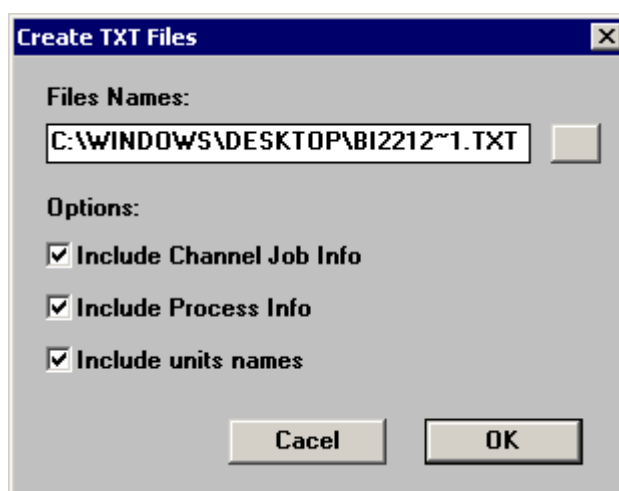 Create TXT Files
Files Names:
C:\WINDOWS\DESKTOP\BI2212~1.TXT
Options:
Include Channel Job Info
Include Process Info
Include units names
Cacel OK